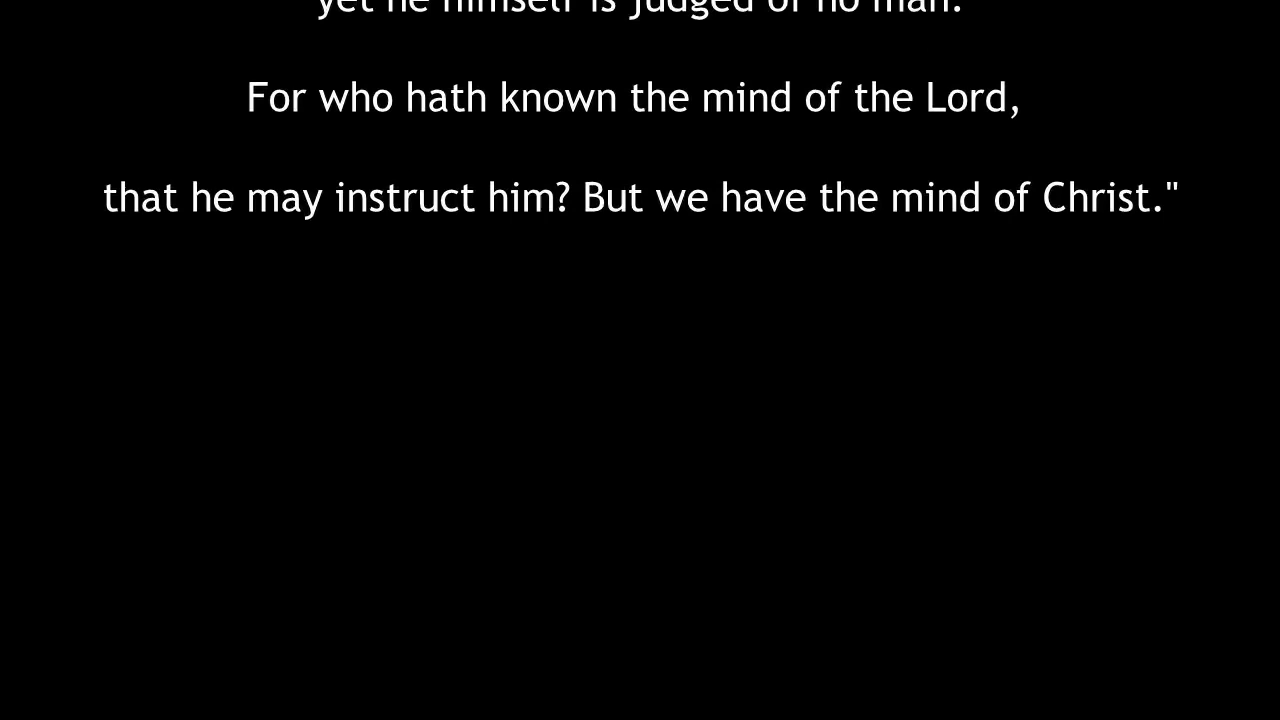 yet he himself is judged of no man.
For who hath known the mind of the Lord,
that he may instruct him? But we have the mind of Christ."